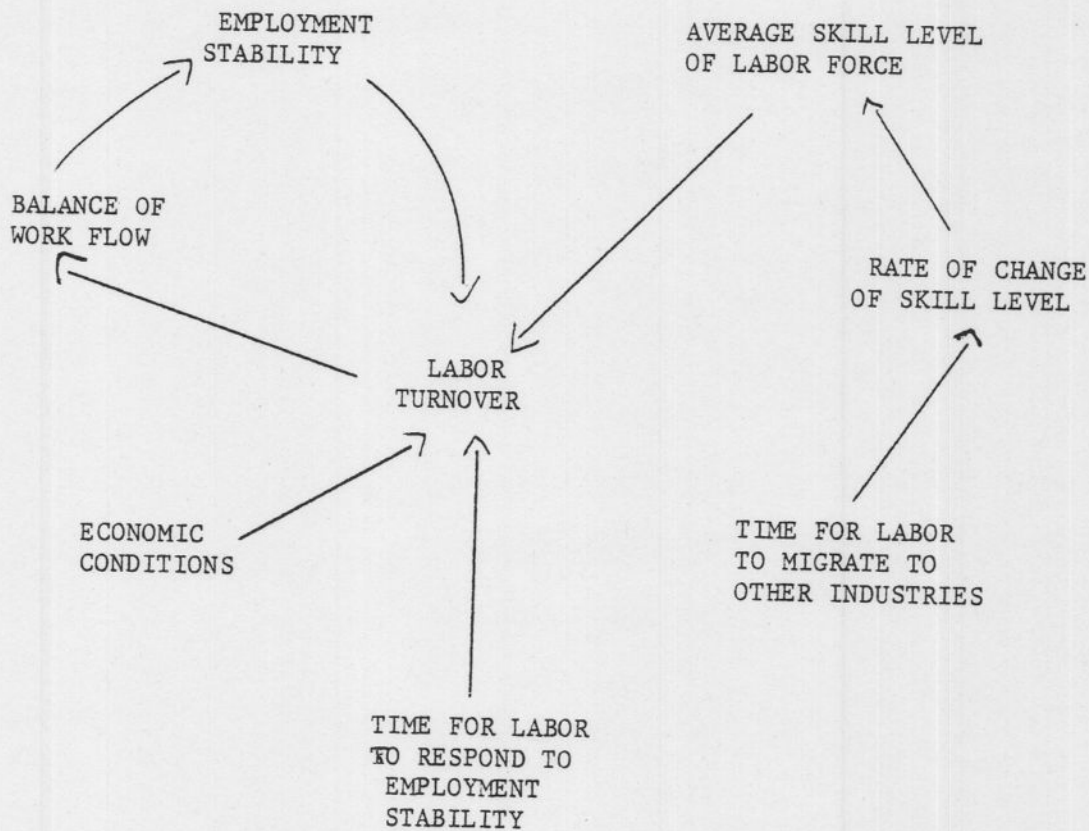 EMPLOYMENT
STABILITY
AVERAGE SKILL LEVEL
OF LABOR FORCE
BALANCE OF
WORK FLOW
RATE OF CHANGE
OF SKILL LEVEL
LABOR
TURNOVER
ECONOMIC
CONDITIONS
TIME FOR LABOR
TO MIGRATE TO
OTHER INDUSTRIES
TIME FOR LABOR
TO RESPOND TO
EMPLOYMENT
STABILITY